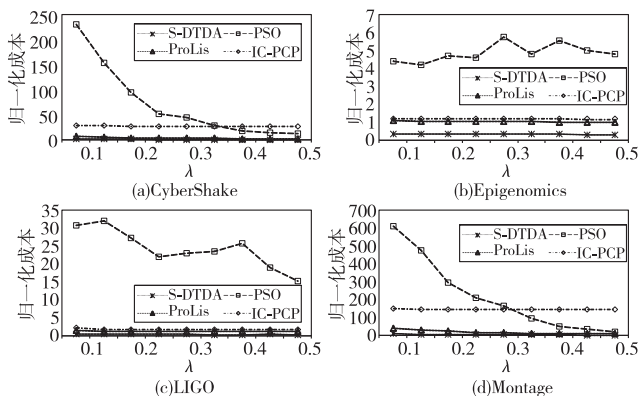 250
200
150
100
50
0
归一化成本
S-DTDA PSO
ProLis IC-PCP
0.1 0.2 0.3 0.4 0.5
λ
(a)CyberShake
7
6
5
4
3
2
1
0
归一化成本
S-DTDA PSO
ProLis IC-PCP
0.1 0.2 0.3 0.4 0.5
λ
(b)Epigenomics
35
30
25
20
15
10
5
0
归一化成本
S-DTDA PSO
ProLis IC-PCP
0.1 0.2 0.3 0.4 0.5
λ
(c)LIGO
700
600
500
400
300
200
100
0
归一化成本
S-DTDA PSO
ProLis IC-PCP
0.1 0.2 0.3 0.4 0.5
λ
(d)Montage